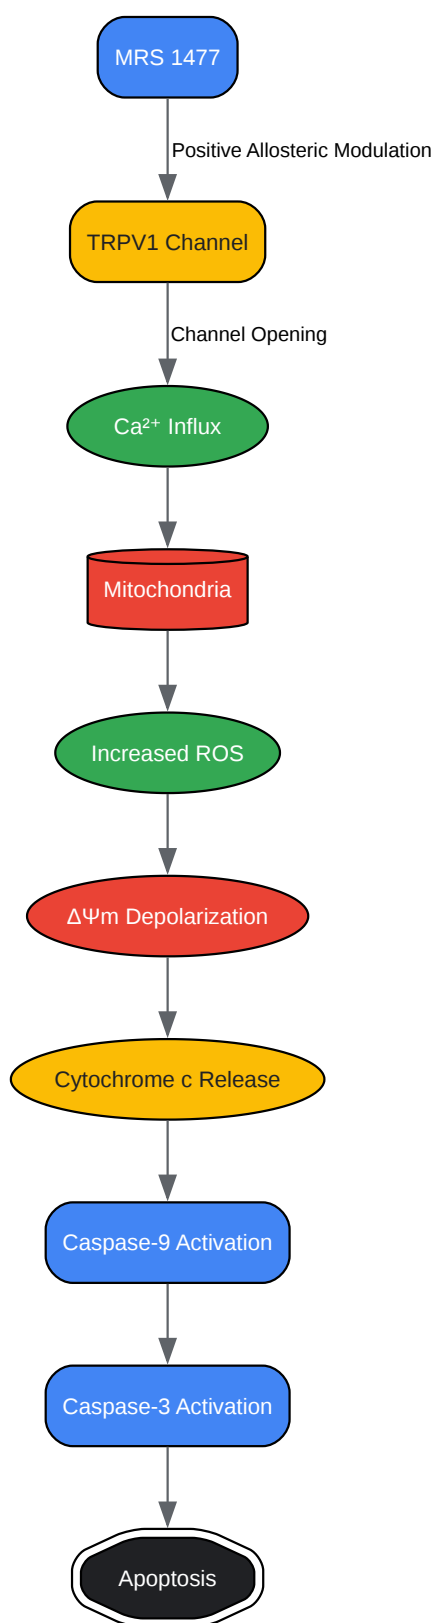 MRS 1477
Positive Allosteric Modulation
TRPV1 Channel
Channel Opening
Ca²⁺ Influx
Mitochondria
Increased ROS
ΔΨm Depolarization
Cytochrome c Release
Caspase-9 Activation
Caspase-3 Activation
Apoptosis